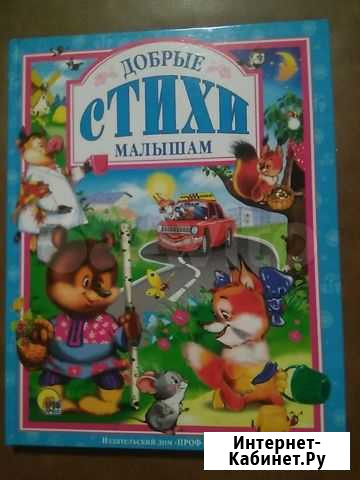 ДОБРЫЕ
СТИХИ
МАЛЫШАМ
Издательский дом «ПРОФ-
Интернет-
Кабинет.Ру